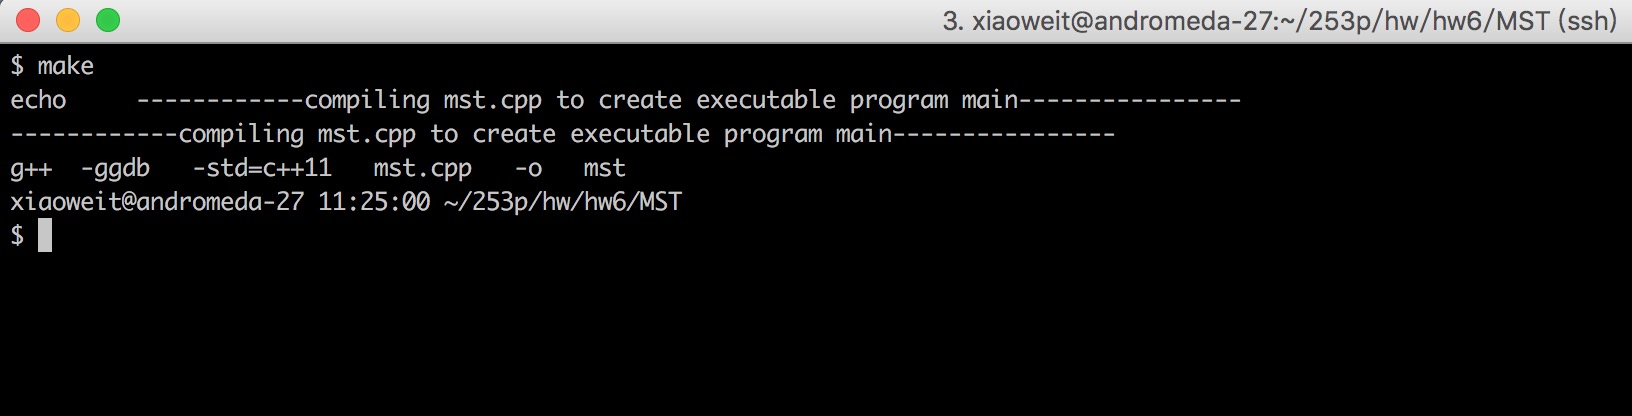 3. xiaoweit@andromeda-27:~/253p/hw/hw6/MST (ssh)
$ make
echo     ------------compiling mst.cpp to create executable program main----------------
------------compiling mst.cpp to create executable program main----------------
g++  -ggdb   -std=c++11   mst.cpp   -o   mst
xiaoweit@andromeda-27 11:25:00 ~/253p/hw/hw6/MST
$